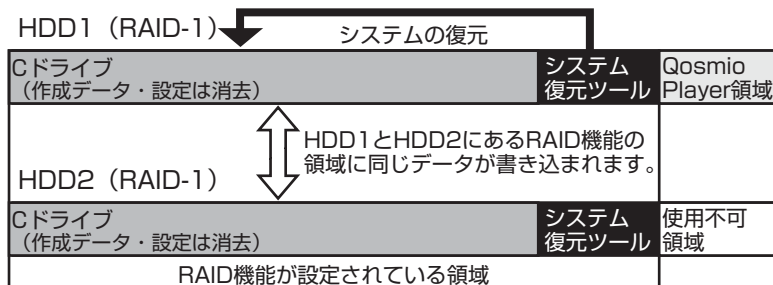 HDD1（RAID-1）
システムの復元
Cドライブ
（作成データ・設定は消去）
システム
復元ツール
Qosmio
Player領域
HDD1とHDD2にあるRAID機能の
領域に同じデータが書き込まれます。
HDD2（RAID-1）
Cドライブ
（作成データ・設定は消去）
システム
復元ツール
使用不可
領域
RAID機能が設定されている領域